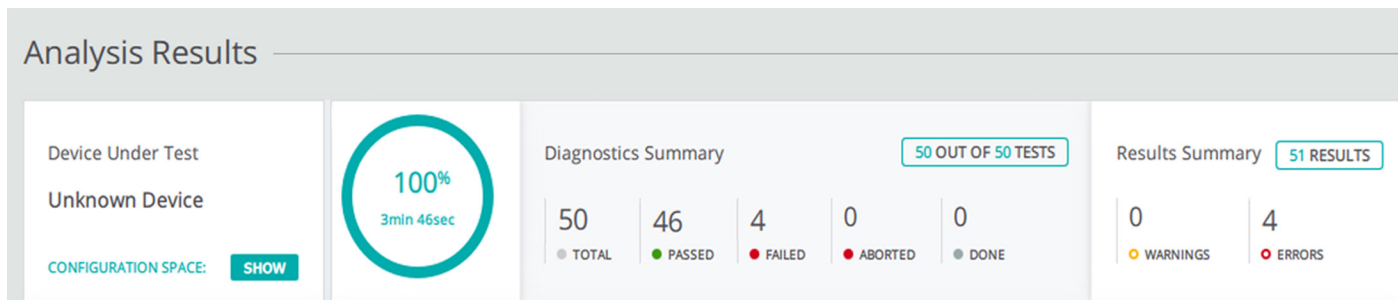 Analysis Results
Device Under Test
Unknown Device
CONFIGURATION SPACE: SHOW
100%
3min 46sec
Diagnostics Summary 50 OUT OF 50 TESTS
50 46 4 0 0
TOTAL PASSED FAILED ABORTED DONE
Results Summary 51 RESULTS
0 4
WARNINGS ERRORS